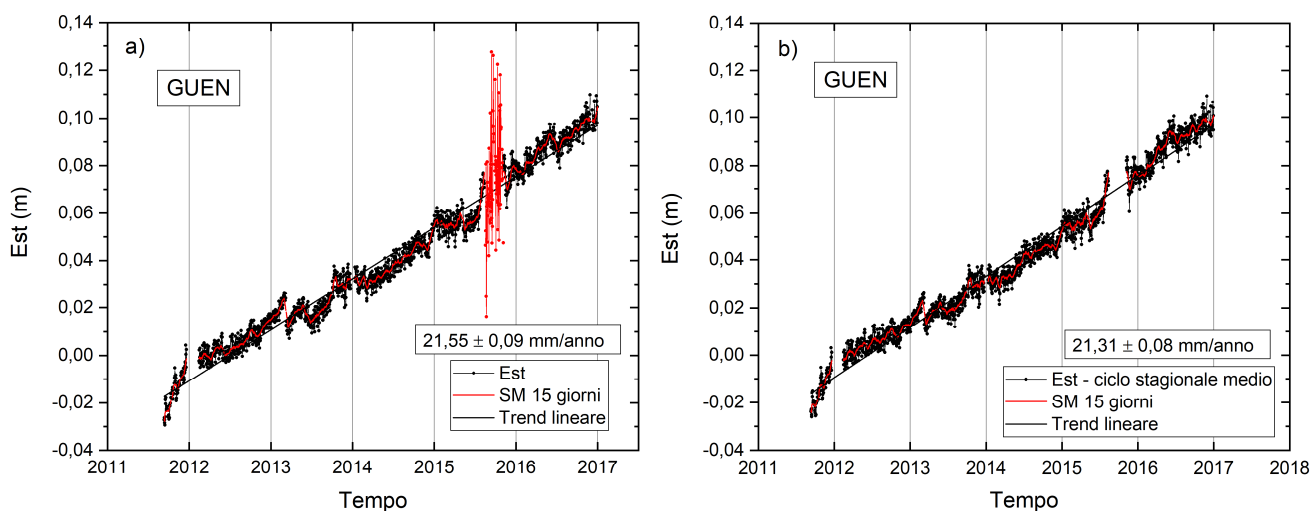 a)
GUEN
0,14
0,12
0,10
0,08
0,06
0,04
0,02
0,00
-0,02
-0,04
Est (m)
21,55 ± 0,09 mm/anno
Est
SM 15 giorni
Trend lineare
2011 2012 2013 2014 2015 2016 2017
Tempo
b)
GUEN
0,14
0,12
0,10
0,08
0,06
0,04
0,02
0,00
-0,02
-0,04
Est (m)
21,31 ± 0,08 mm/anno
Est - ciclo stagionale medio
SM 15 giorni
Trend lineare
2011 2012 2013 2014 2015 2016 2017 2018
Tempo